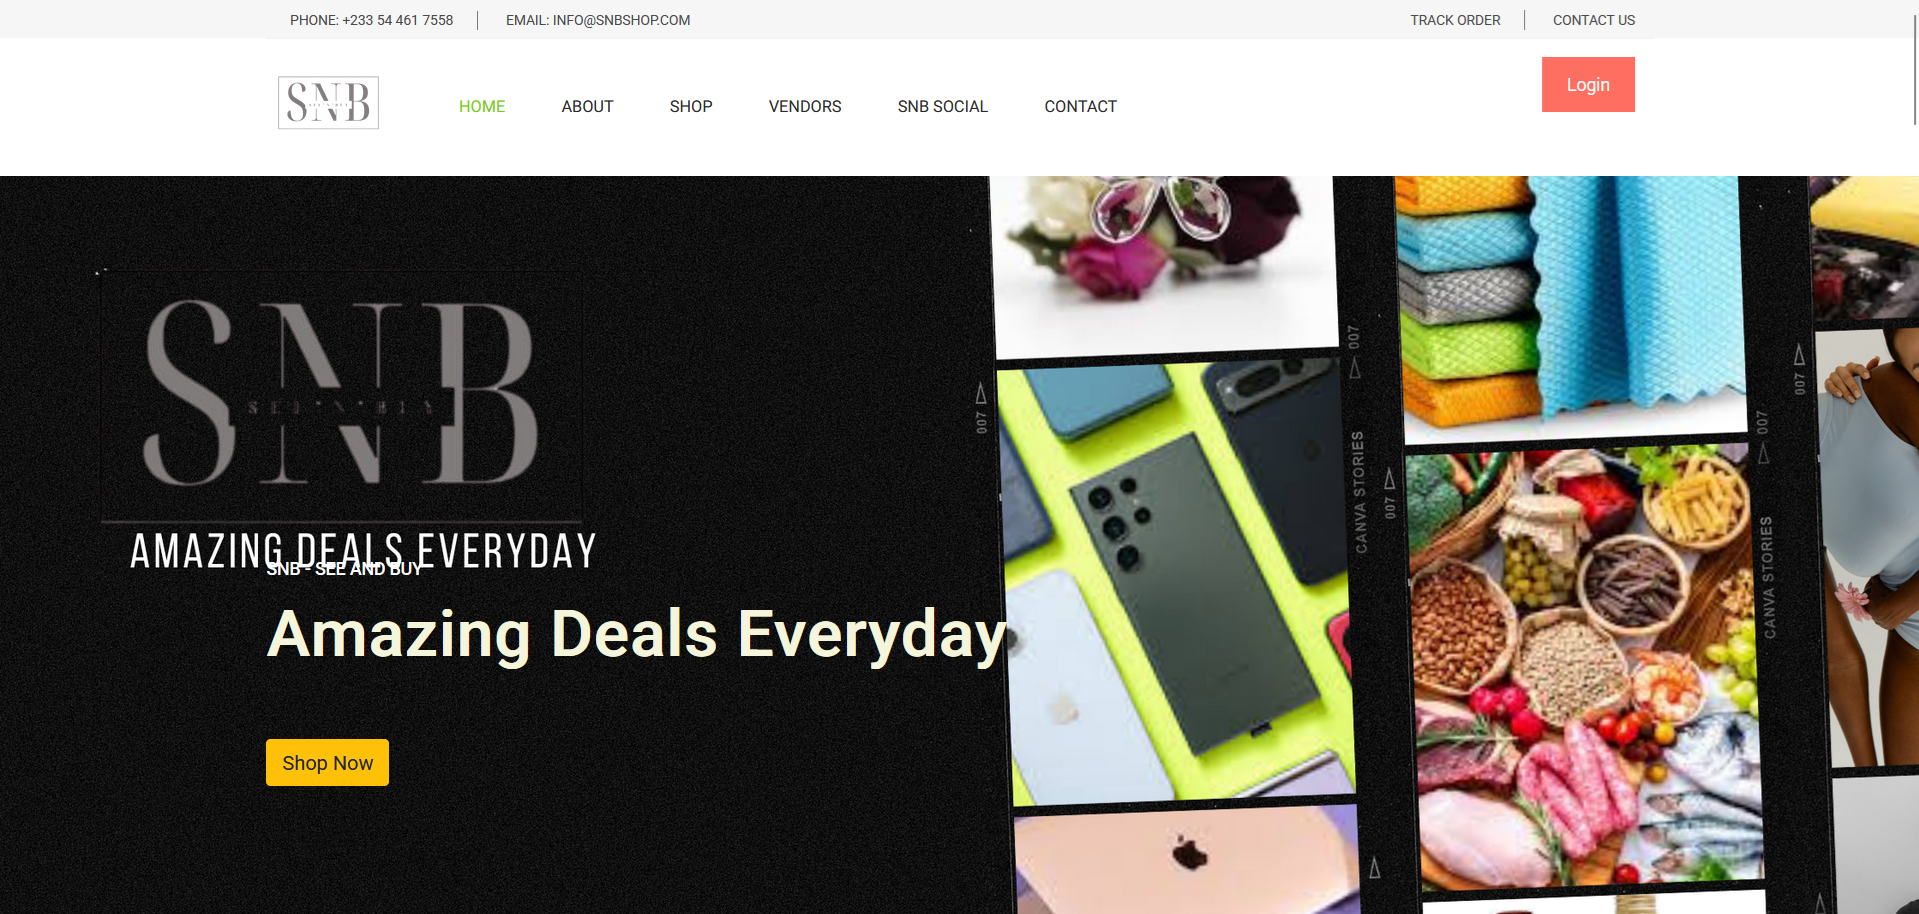 PHONE: +233 54 461 7558
EMAIL: INFO@SNBSHOP.COM
TRACK ORDER
CONTACT US
SNB
HOME
ABOUT
SHOP
VENDORS
SNB SOCIAL
CONTACT
Login
SNB
AMAZING DEALS EVERYDAY
SNB - SEE AND BUY
Amazing Deals Everyday
Shop Now
007
007
CANVA STORIES
007
007
007
CANVA STORIES